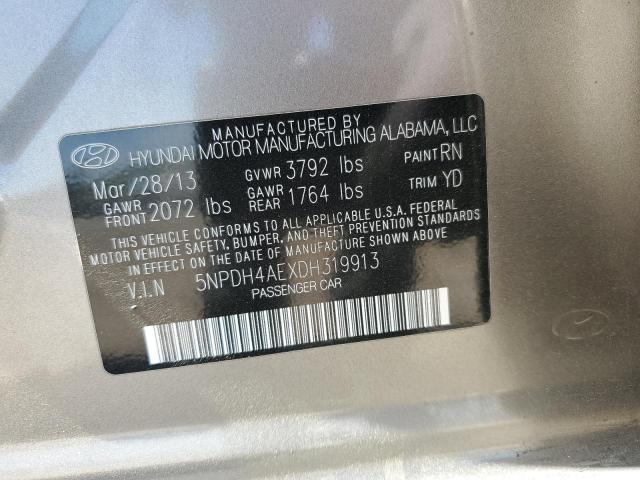 MANUFACTURED BY
HYUNDAI MOTOR MANUFACTURING ALABAMA, LLC
Mar/28/13 GVWR 3792 lbs PAINT RN
GAWR FRONT 2072 lbs GAWR REAR 1764 lbs TRIM YD
THIS VEHICLE CONFORMS TO ALL APPLICABLE U.S.A. FEDERAL
MOTOR VEHICLE SAFETY, BUMPER, AND THEFT PREVENTION STANDARDS
IN EFFECT ON THE DATE OF MANUFACTURE SHOWN ABOVE.
V.I.N 5NPDH4AEXDH319913
PASSENGER CAR